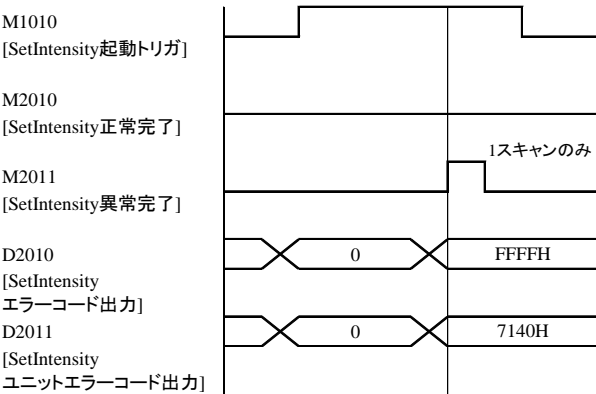 M1010
[SetIntensity起動トリガ]
M2010
[SetIntensity正常完了]
1スキャンのみ
M2011
[SetIntensity異常完了]
D2010 0 FFFFH
[SetIntensity
エラーコード出力]
D2011 0 7140H
[SetIntensity
ユニットエラーコード出力]